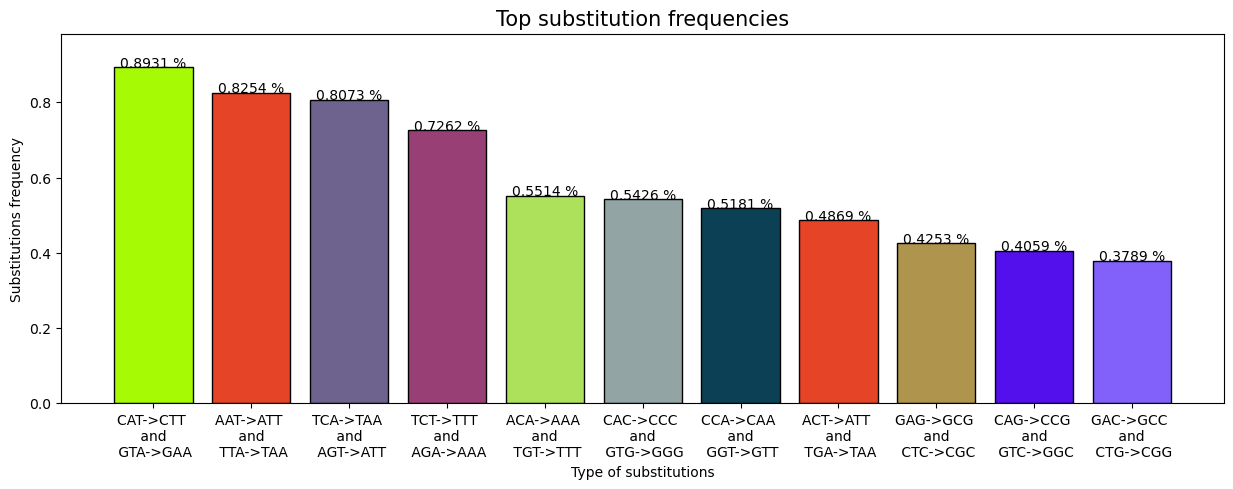 Top substitution frequencies
Substitutions frequency
0.8
0.6
0.4
0.2
0.0
0.8931 %
0.8254 %
0.8073 %
0.7262 %
0.5514 %
0.5426 %
0.5181 %
0.4869 %
0.4253 %
0.4059 %
0.3789 %
CAT->CTT
and
GTA->GAA
AAT->ATT
and
TTA->TAA
TCA->TAA
and
AGT->ATT
TCT->TTT
and
AGA->AAA
ACA->AAA
and
TGT->TTT
CAC->CCC
and
GTG->GGG
CCA->CAA
and
GGT->GTT
ACT->ATT
and
TGA->TAA
GAG->GCG
and
CTC->CGC
CAG->CCG
and
GTC->GGC
GAC->GCC
and
CTG->CGG
Type of substitutions